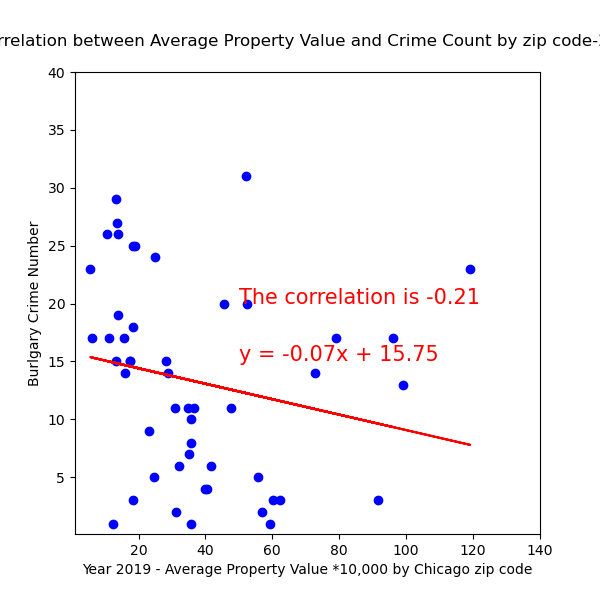 rrelation between Average Property Value and Crime Count by zip code-
40
35
30
25
20
15
10
5
Burlgary Crime Number
The correlation is -0.21
y = -0.07x + 15.75
20 40 60 80 100 120 140
Year 2019 - Average Property Value *10,000 by Chicago zip code